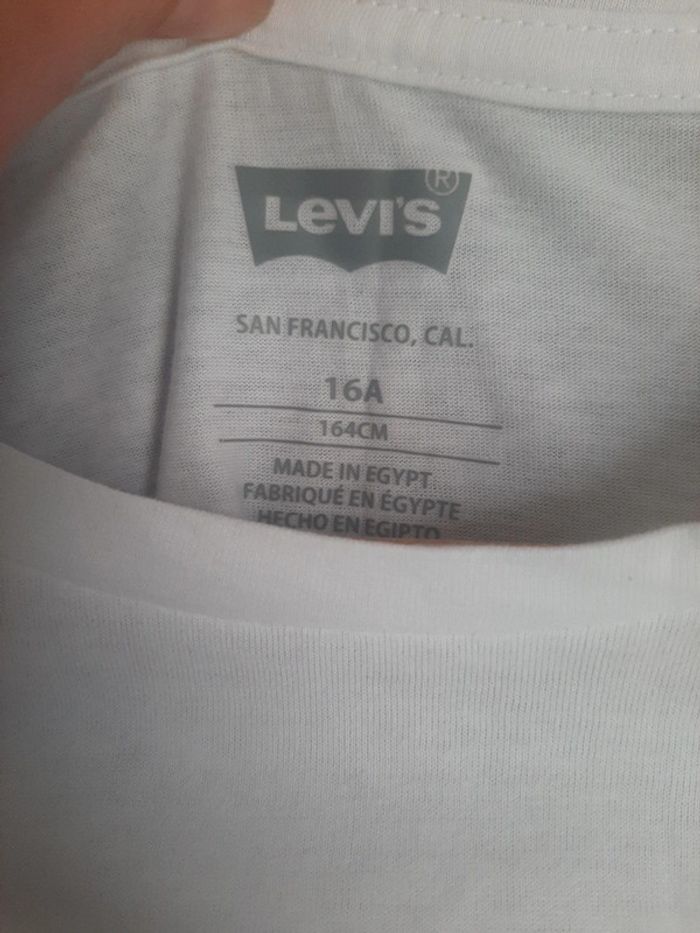 LEVI'S ®
SAN FRANCISCO, CAL.
16A
164CM
MADE IN EGYPT
FABRIQUÉ EN ÉGYPTE
HECHO EN EGIPTO